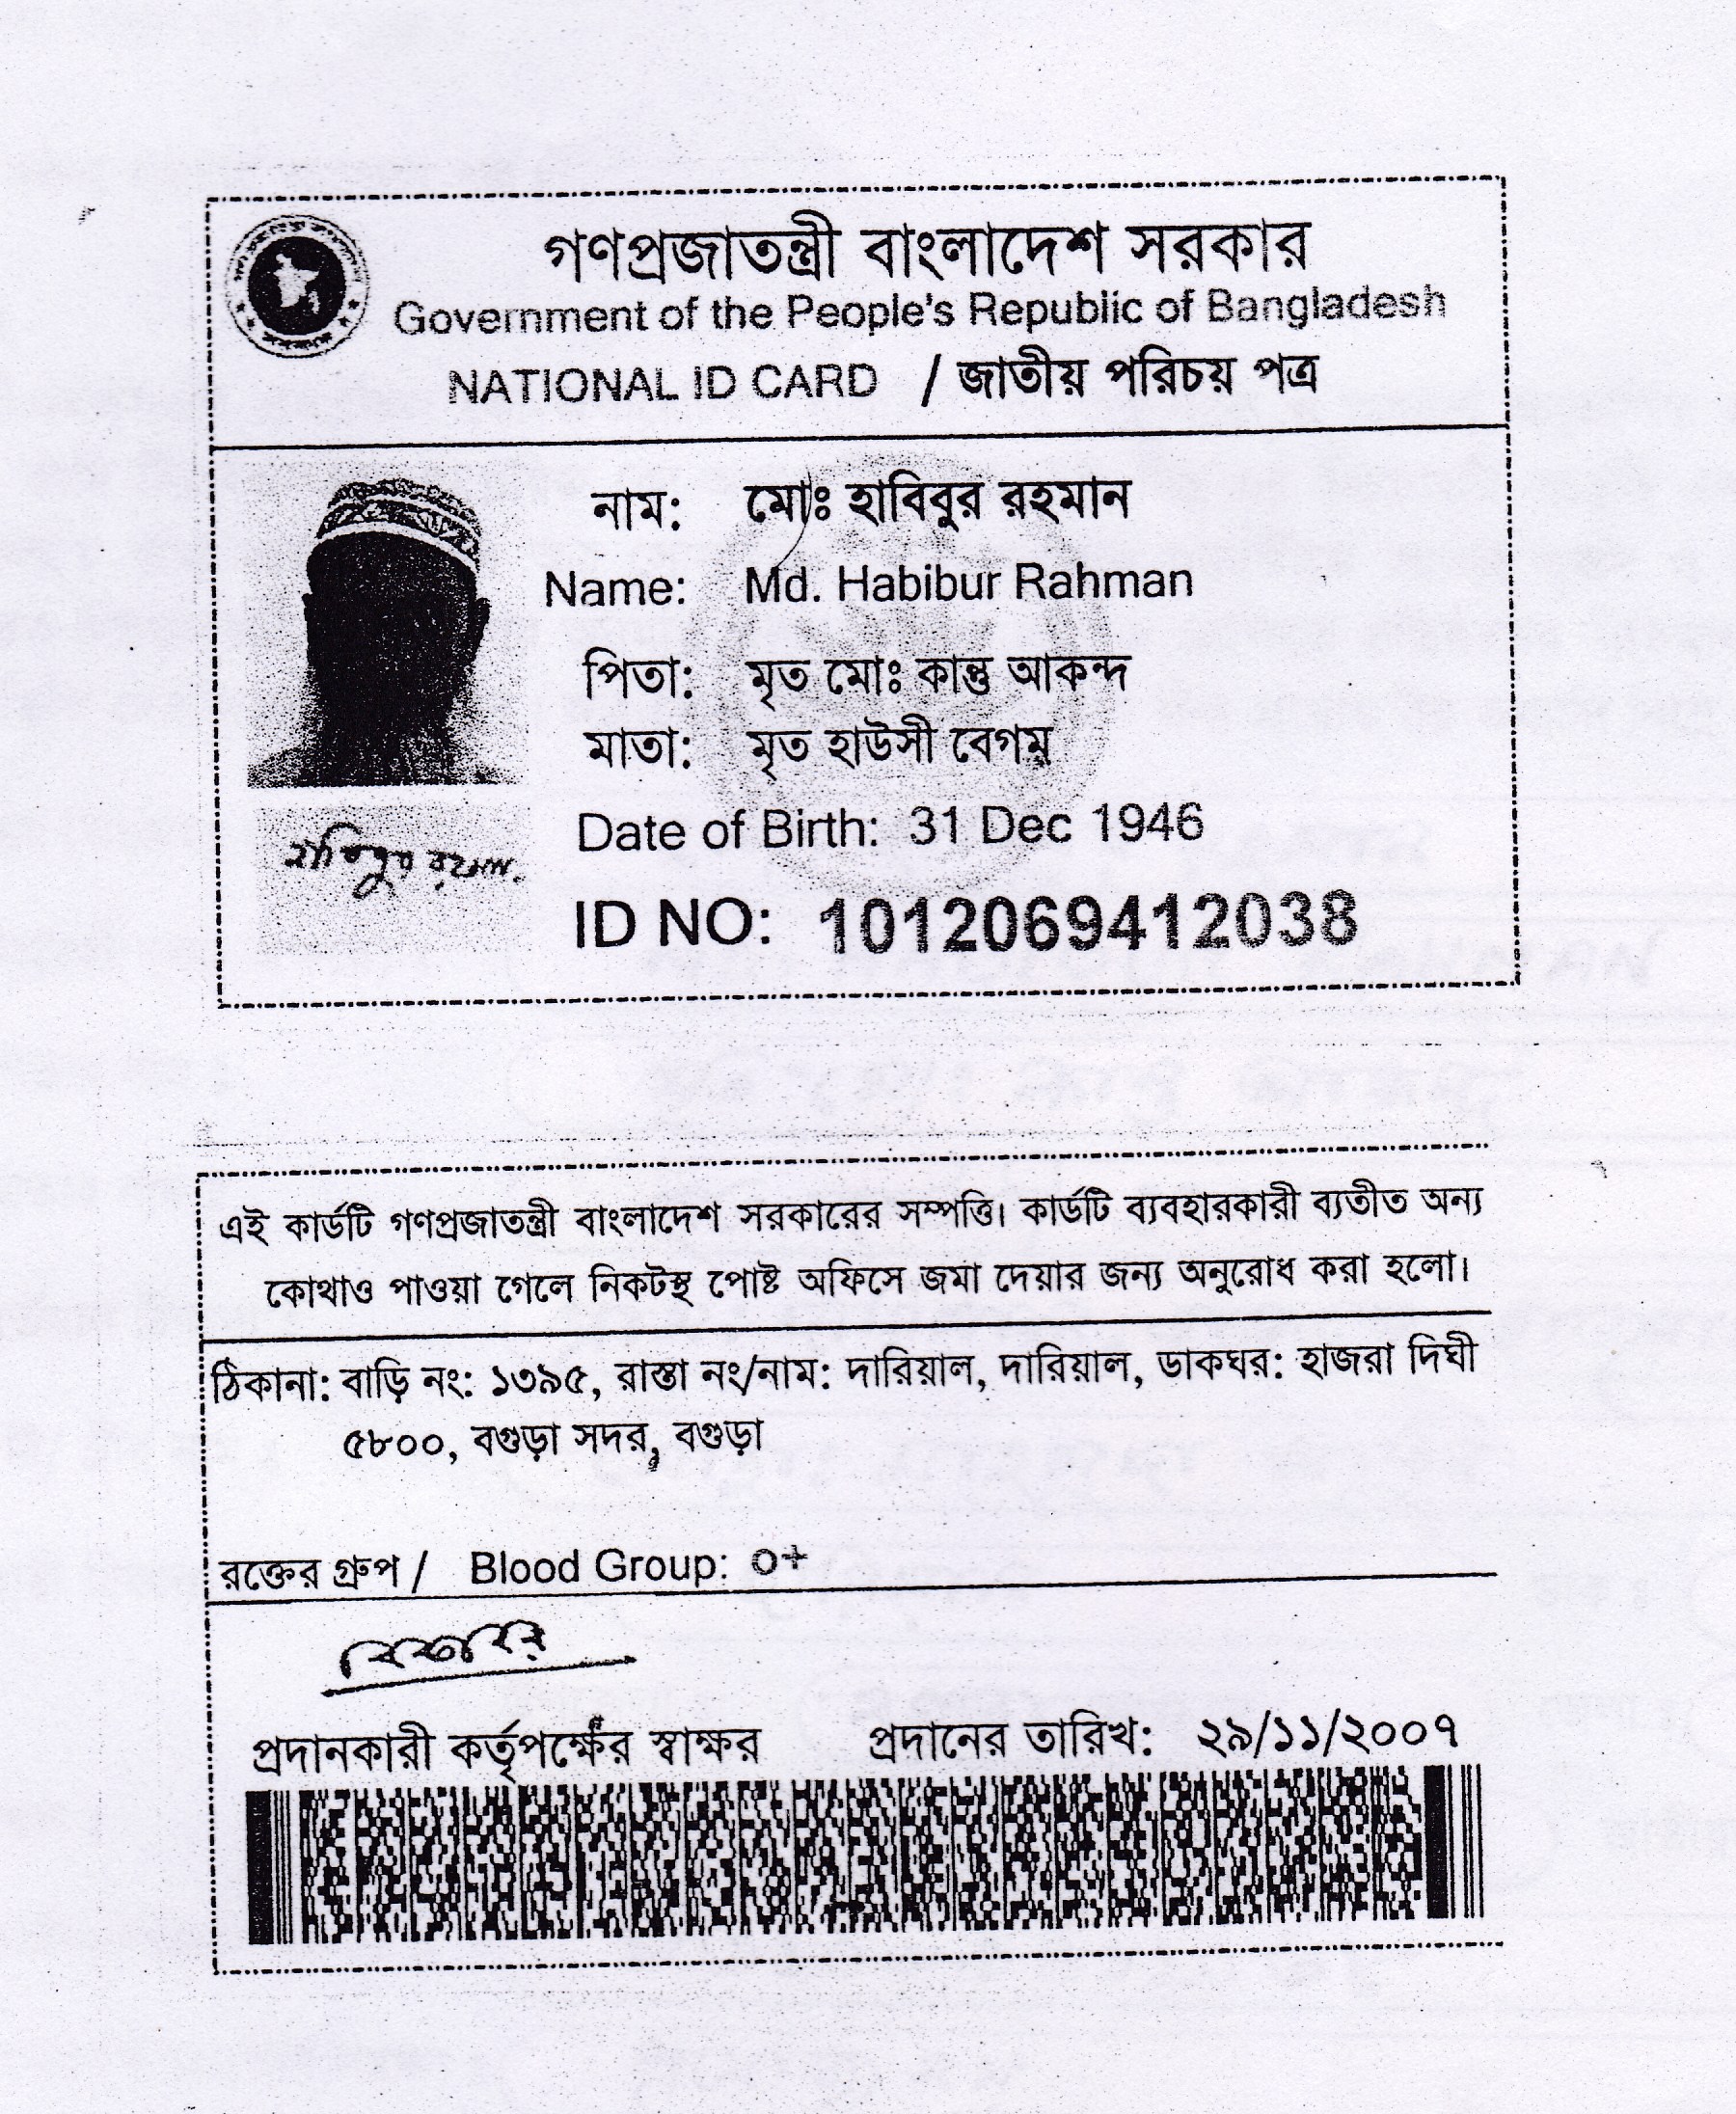 গণপ্রজাতন্ত্রী বাংলাদেশ সরকার
Government of the People's Republic of Bangladesh
NATIONAL ID CARD / জাতীয় পরিচয় পত্র
নাম: মোঃ হাবিবুর রহমান
Name: Md. Habibur Rahman
পিতা: মৃত মোঃ কান্তু আকন্দ
মাতা: মৃত হাউসী বেগম
Date of Birth: 31 Dec 1946
ID NO: 1012069412038
এই কার্ডটি গণপ্রজাতন্ত্রী বাংলাদেশ সরকারের সম্পত্তি। কার্ডটি ব্যবহারকারী ব্যতীত অন্য
কোথাও পাওয়া গেলে নিকটস্থ পোষ্ট অফিসে জমা দেয়ার জন্য অনুরোধ করা হলো।
ঠিকানা: বাড়ি নং: ১৩৯৫, রাস্তা নং/নাম: দারিয়াল, দারিয়াল, ডাকঘর: হাজরা দিঘী
৫৮০০, বগুড়া সদর, বগুড়া
রক্তের গ্রুপ / Blood Group: O+
প্রদানকারী কর্তৃপক্ষের স্বাক্ষর প্রদানের তারিখ: ২৯/১১/২০০৭